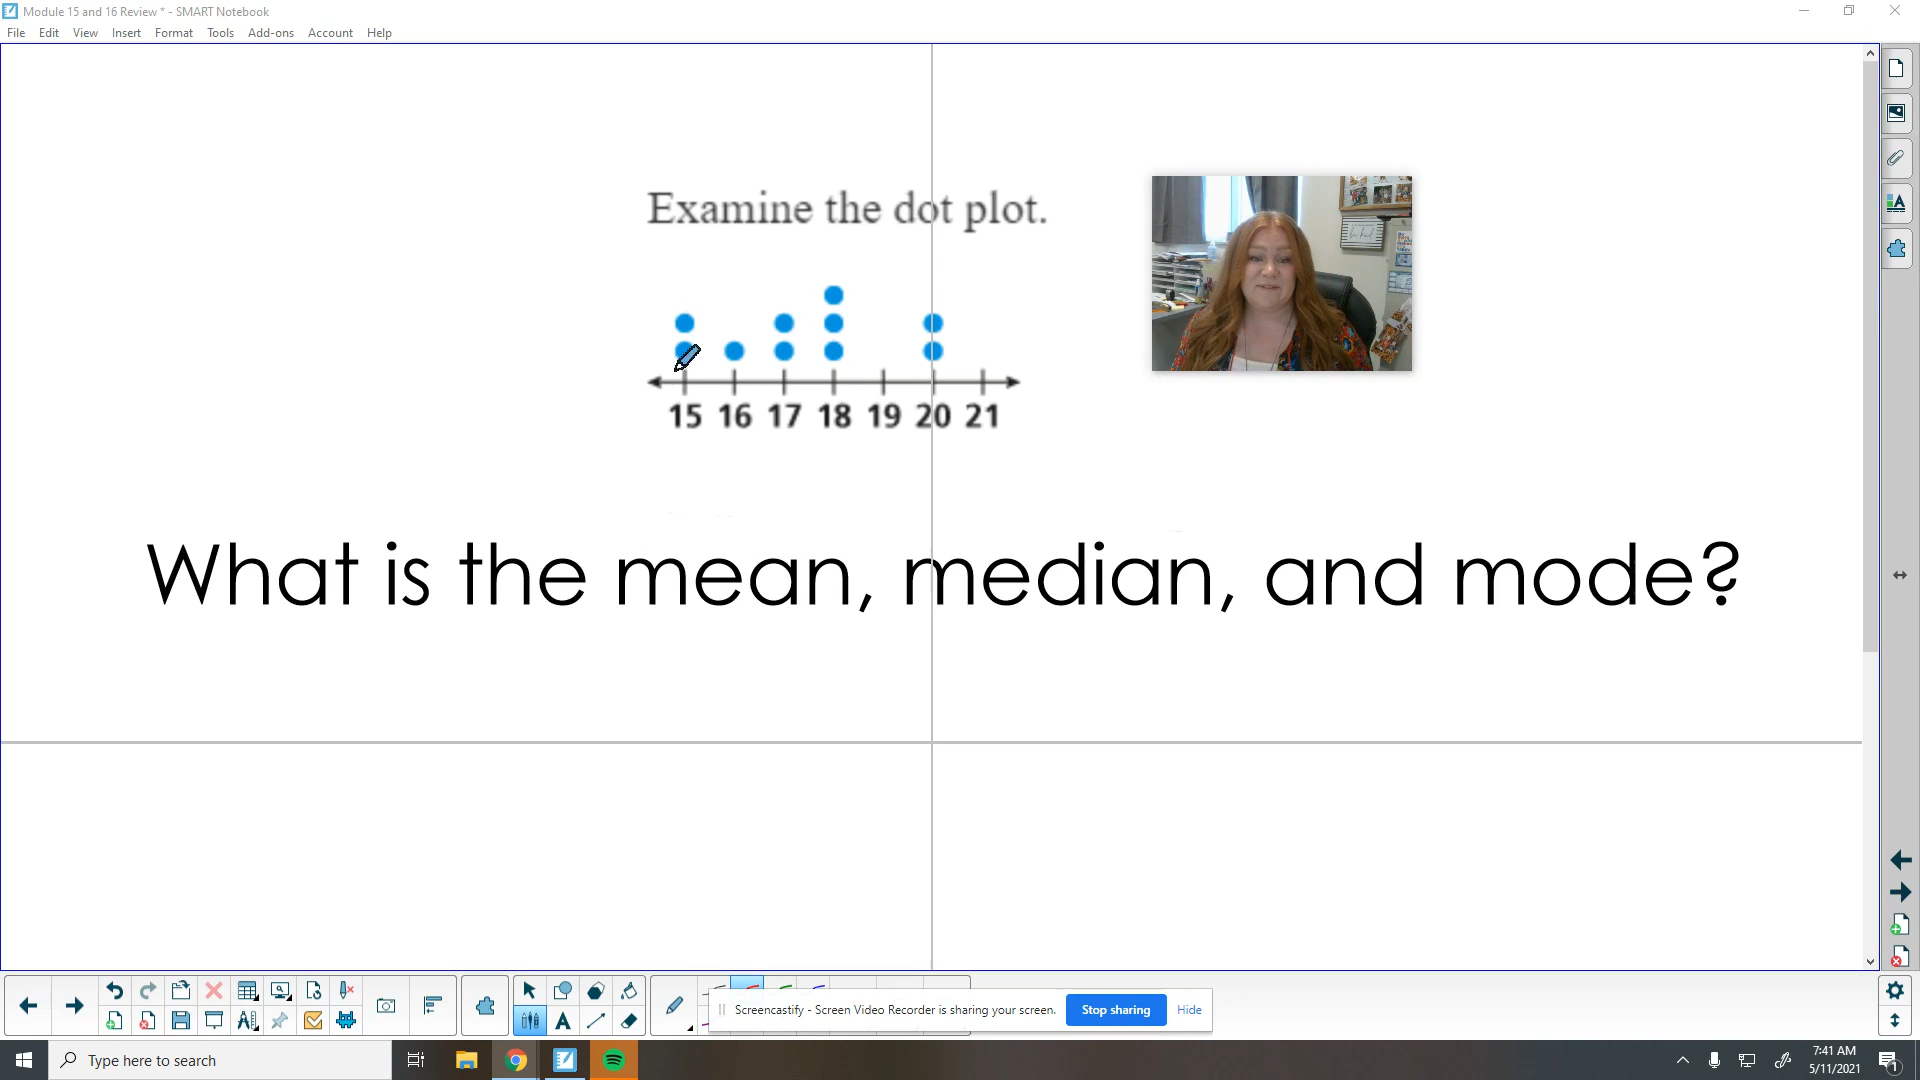 Module 15 and 16 Review * - SMART Notebook
File Edit View Insert Format Tools Add-ons Account Help
Examine the dot plot.
15 16 17 18 19 20 21
What is the mean, median, and mode?
Screencastify - Screen Video Recorder is sharing your screen. Stop sharing Hide
Type here to search
7:41 AM
5/11/2021
1